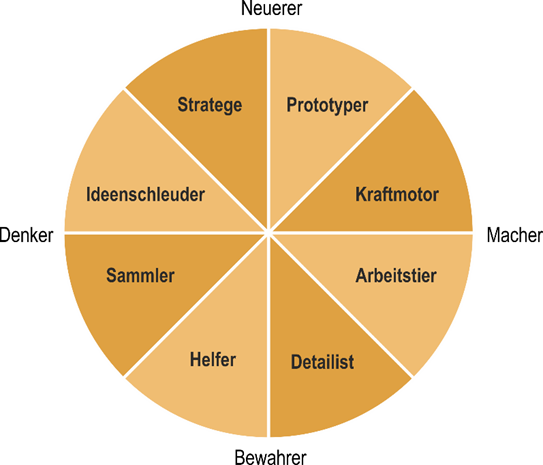 Neuerer
Stratege
Prototyper
Ideenschleuder
Kraftmotor
Denker
Macher
Sammler
Arbeitstier
Helfer
Detailist
Bewahrer